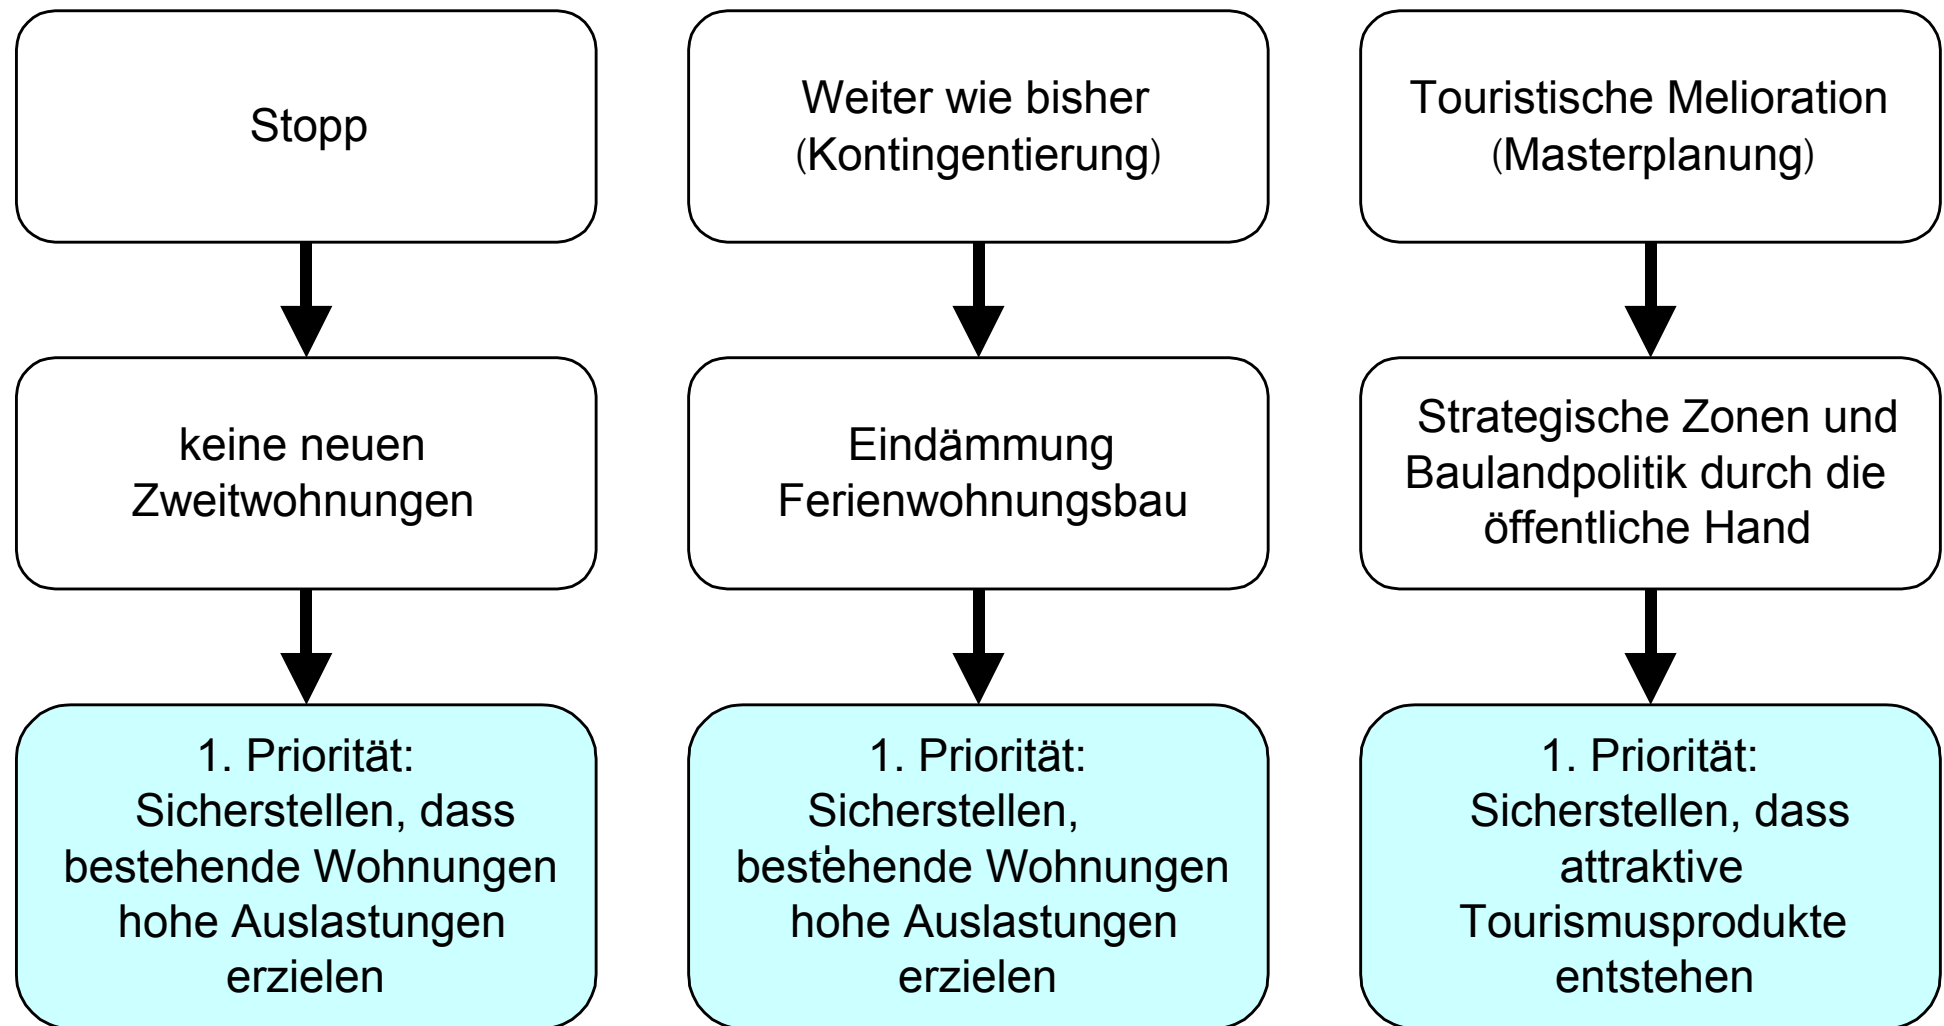 Stopp
Weiter wie bisher
(Kontingentierung)
Touristische Melioration
(Masterplanung)
keine neuen
Zweitwohnungen
Eindämmung
Ferienwohnungsbau
Strategische Zonen und
Baulandpolitik durch die
öffentliche Hand
1. Priorität:
Sicherstellen, dass
bestehende Wohnungen
hohe Auslastungen
erzielen
1. Priorität:
Sicherstellen,
bestehende Wohnungen
hohe Auslastungen
erzielen
1. Priorität:
Sicherstellen, dass
attraktive
Tourismusprodukte
entstehen